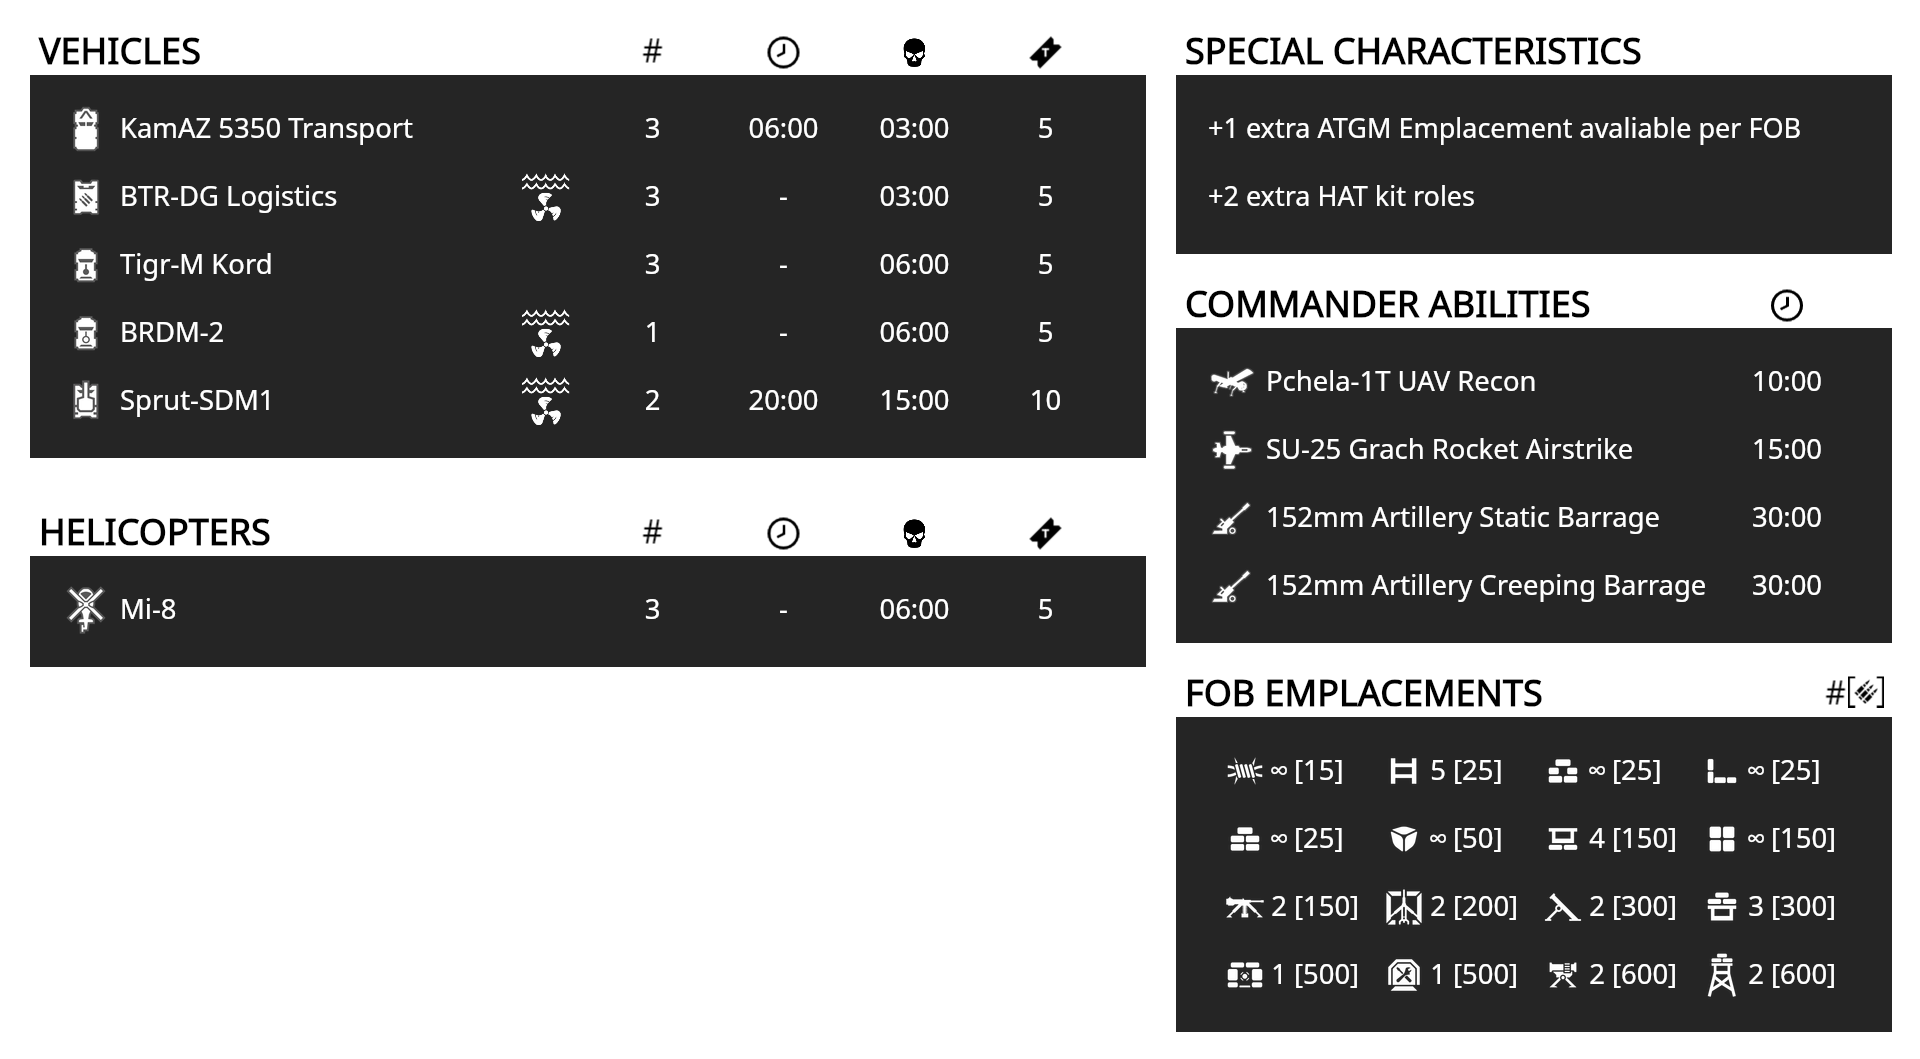 VEHICLES #
KamAZ 5350 Transport 3 06:00 03:00 5
BTR-DG Logistics 3 - 03:00 5
Tigr-M Kord 3 - 06:00 5
BRDM-2 1 - 06:00 5
Sprut-SDM1 2 20:00 15:00 10
HELICOPTERS #
Mi-8 3 - 06:00 5
SPECIAL CHARACTERISTICS
+1 extra ATGM Emplacement avaliable per FOB
+2 extra HAT kit roles
COMMANDER ABILITIES
Pchela-1T UAV Recon 10:00
SU-25 Grach Rocket Airstrike 15:00
152mm Artillery Static Barrage 30:00
152mm Artillery Creeping Barrage 30:00
FOB EMPLACEMENTS #[]
∞ [15] 5 [25] ∞ [25] ∞ [25]
∞ [25] ∞ [50] 4 [150] ∞ [150]
2 [150] 2 [200] 2 [300] 3 [300]
1 [500] 1 [500] 2 [600] 2 [600]